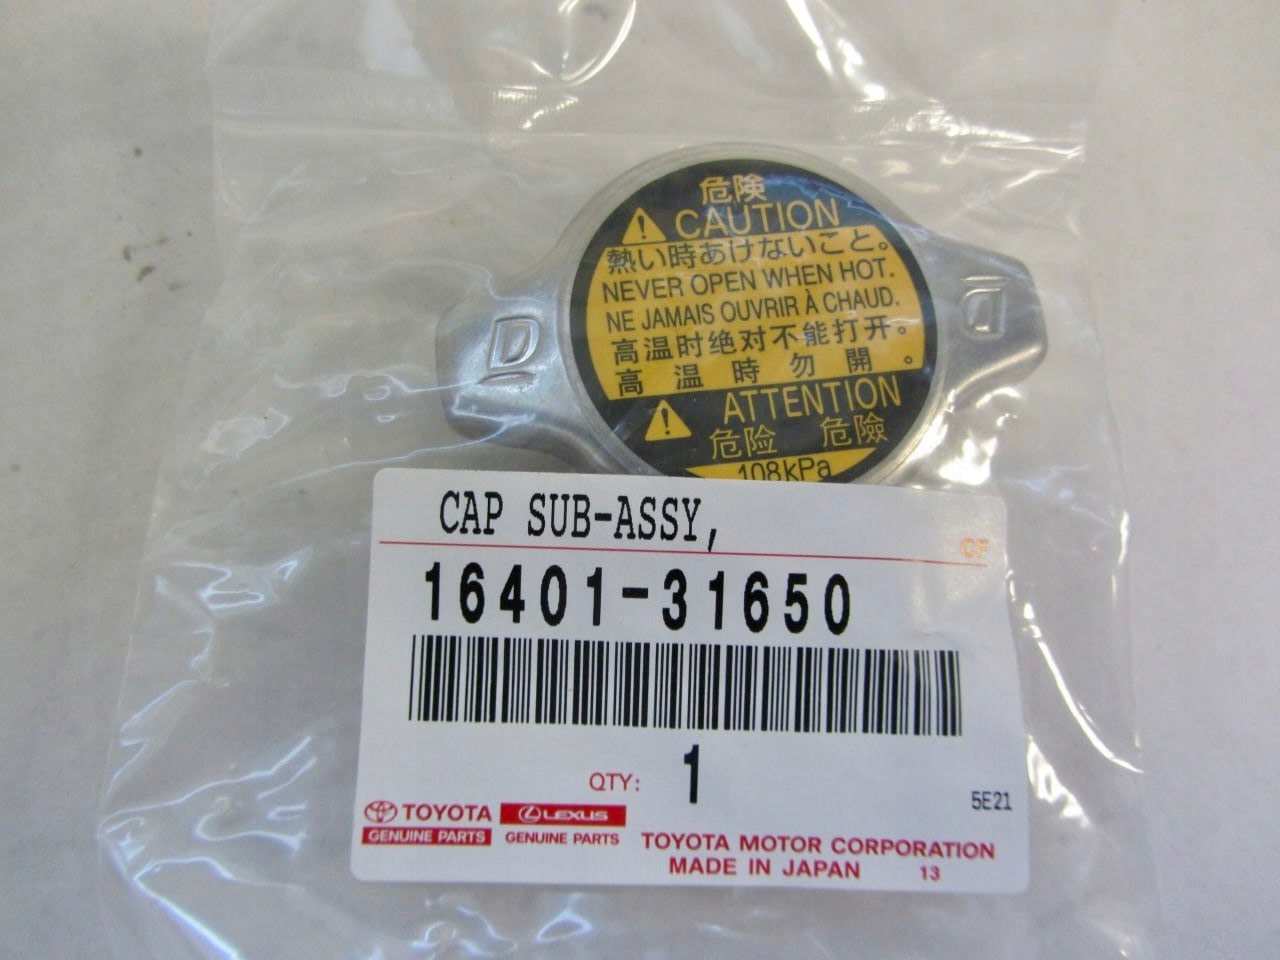 危険
CAUTION
熱い時あけないこと。
NEVER OPEN WHEN HOT.
NE JAMAIS OUVRIR À CHAUD.
高温时绝对不能打开。
高温時勿開。
ATTENTION
危险 危險
108kPa
D D
CAP SUB-ASSY,
CF
16401-31650
1
QTY:
5E21
TOYOTA LEXUS
GENUINE PARTS GENUINE PARTS
TOYOTA MOTOR CORPORATION
MADE IN JAPAN 13